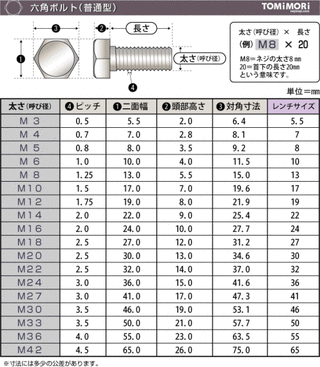 六角ボルト(普通型)
TOMiMORi
❸
長さ
❶
❷
❹
太さ(呼び径)
太さ(呼び径) × 長さ
(例) M8 × 20
M8=ネジの太さ8㎜
20=首下の長さ20㎜
という意味です。
単位=㎜
太さ(呼び径) ❹ピッチ ❶二面幅 ❷頭部高さ ❸対角寸法 レンチサイズ
M 3 0.5 5.5 2.0 6.4 5.5
M 4 0.7 7.0 2.8 8.1 7
M 5 0.8 8.0 3.5 9.2 8
M 6 1.0 10.0 4.0 11.5 10
M 8 1.25 13.0 5.5 15.0 13
M10 1.5 17.0 7.0 19.6 17
M12 1.75 19.0 8.0 21.9 19
M14 2.0 22.0 9.0 25.4 22
M16 2.0 24.0 10.0 27.7 24
M18 2.5 27.0 12.0 31.2 27
M20 2.5 30.0 13.0 34.6 30
M22 2.5 32.0 14.0 37.0 32
M24 3.0 36.0 15.0 41.6 36
M27 3.0 41.0 17.0 47.3 41
M30 3.5 46.0 19.0 53.1 46
M33 3.5 50.0 21.0 57.7 50
M36 4.0 55.0 23.0 63.5 55
M42 4.5 65.0 26.0 75.0 65
※寸法には多少の公差があります。